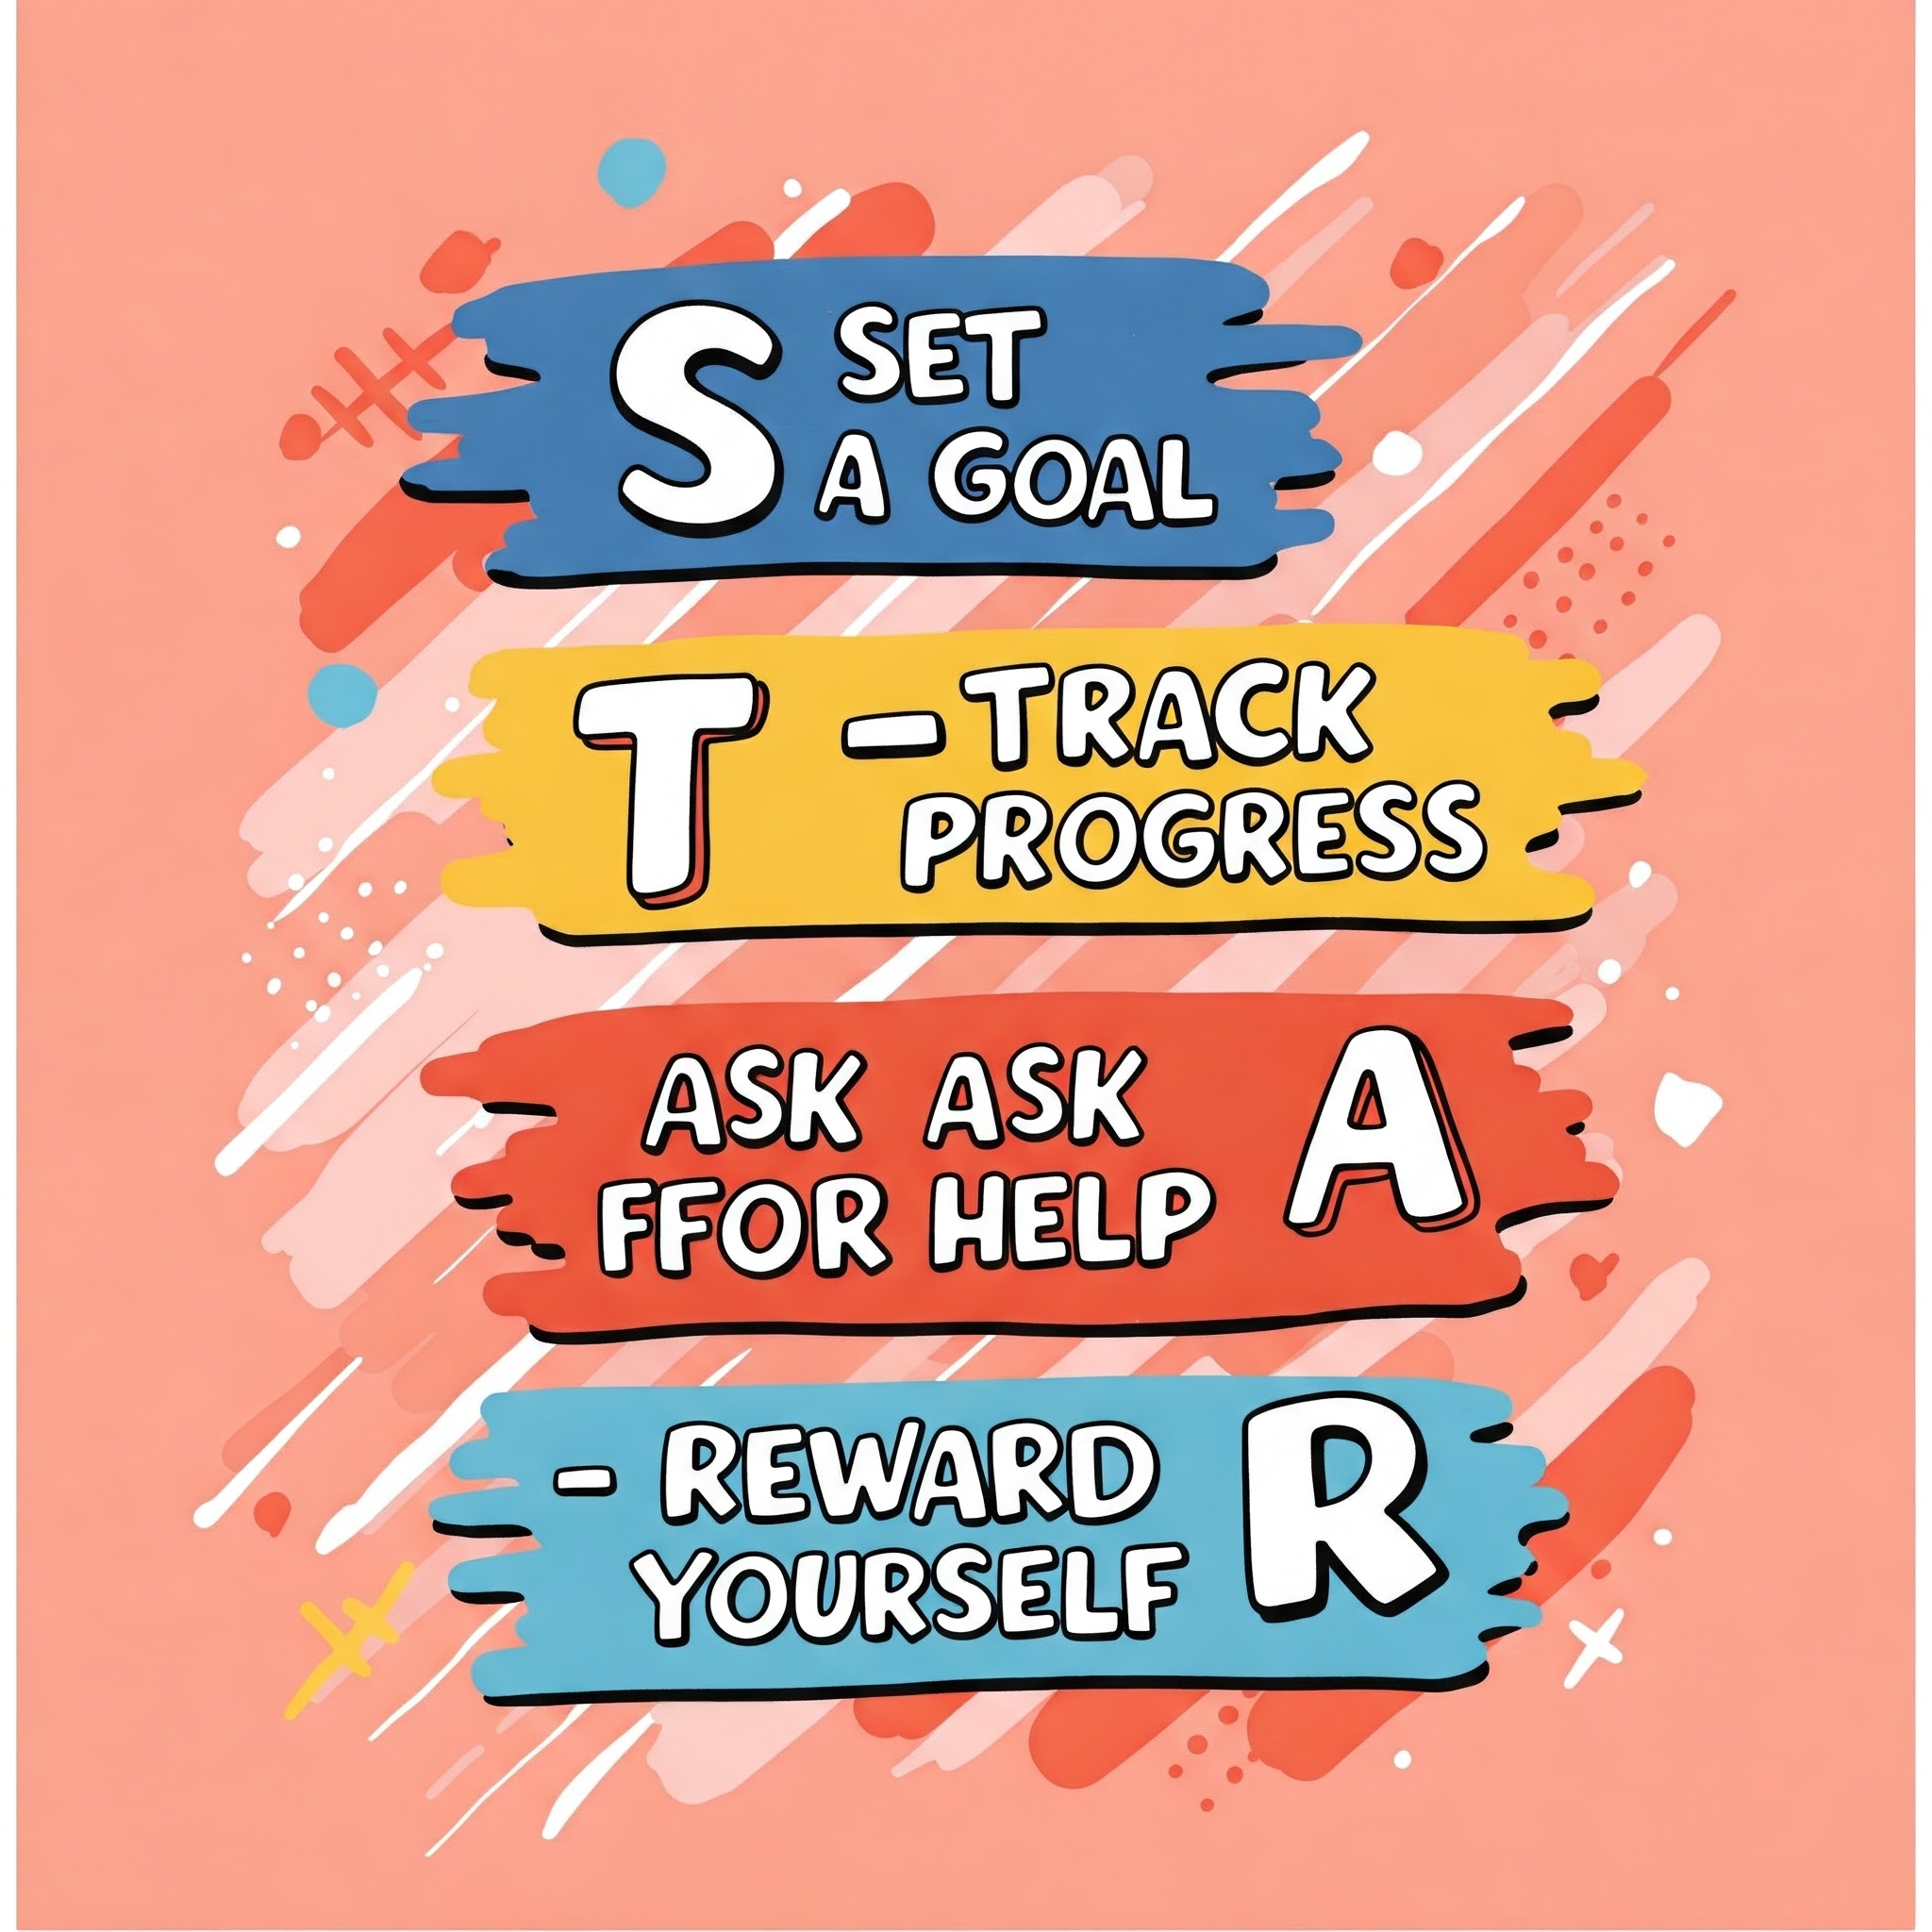 S SET
A GOAL
T - TRACK
PROGRESS
ASK ASK A
FFOR HELP
- REWARD R
YOURSELF